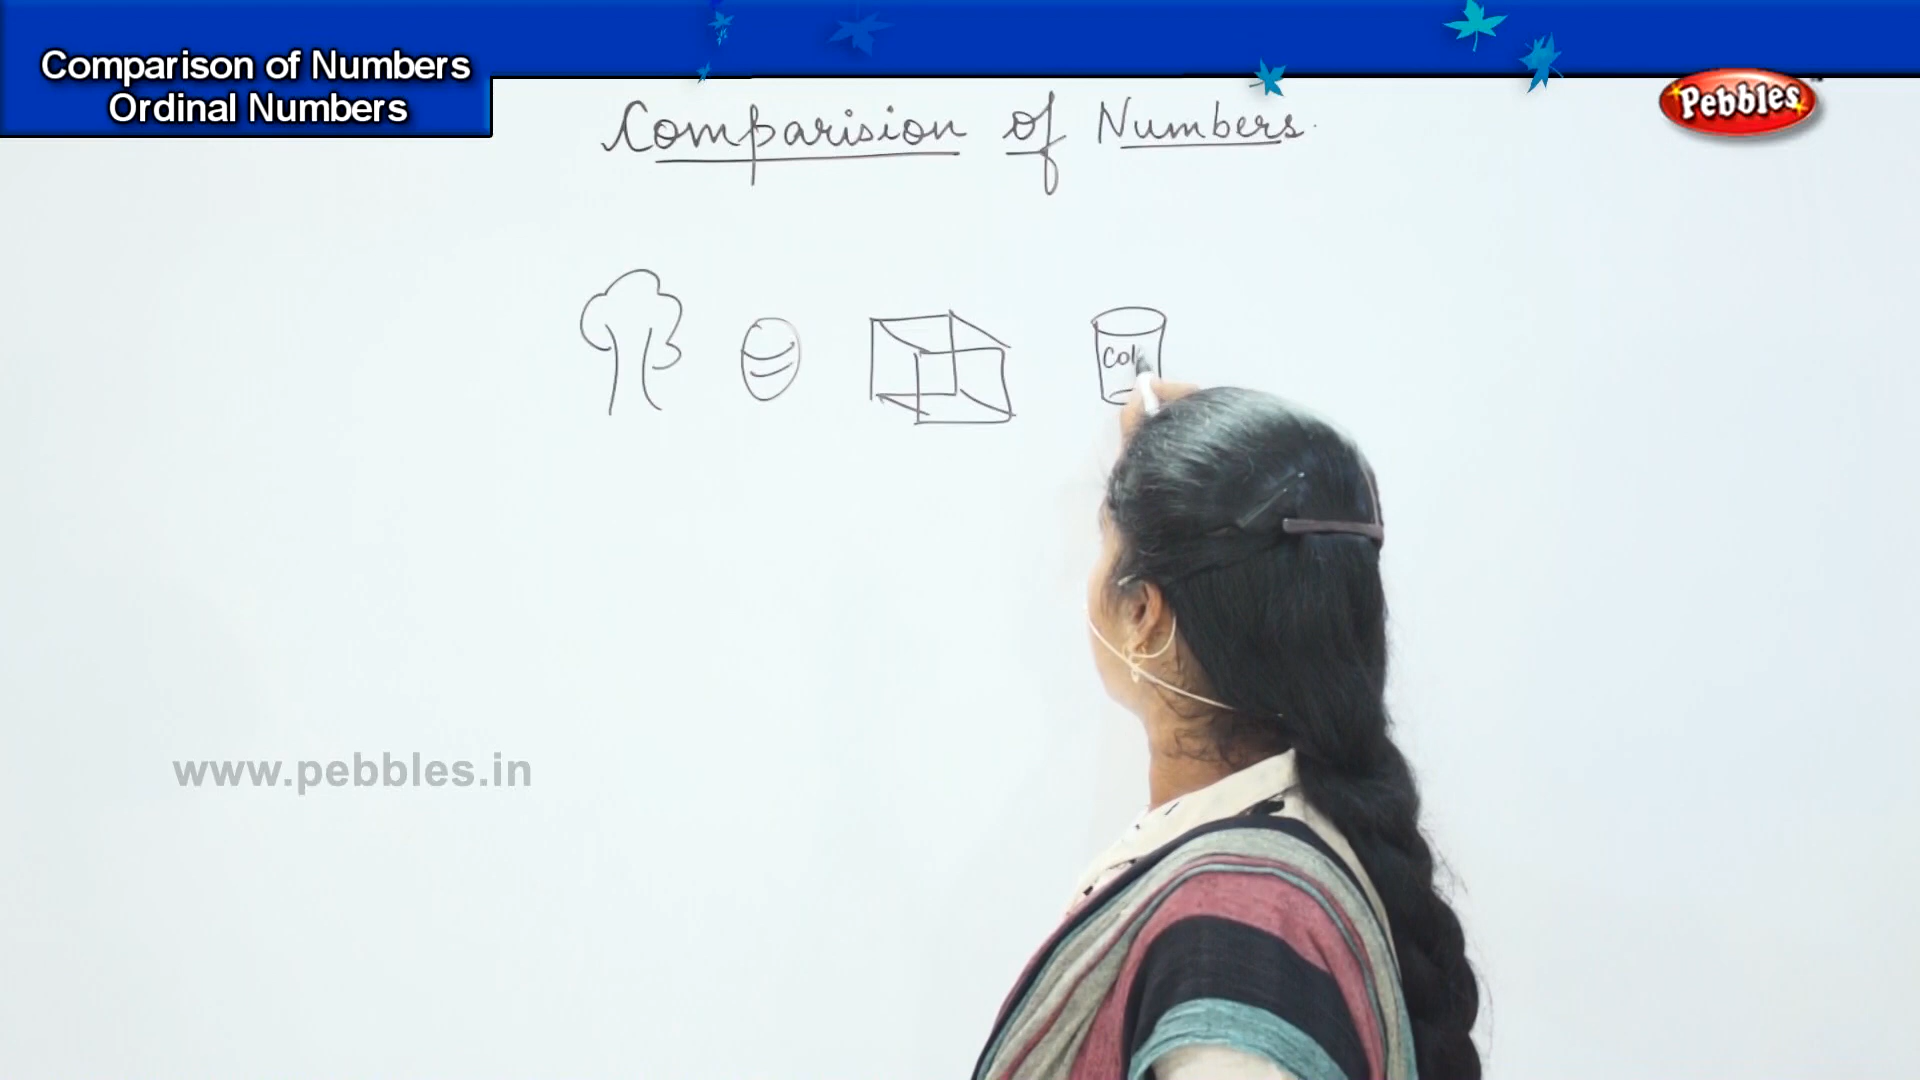 Comparison of Numbers
Ordinal Numbers
Pebbles
Comparision of Numbers.
Col
www.pebbles.in